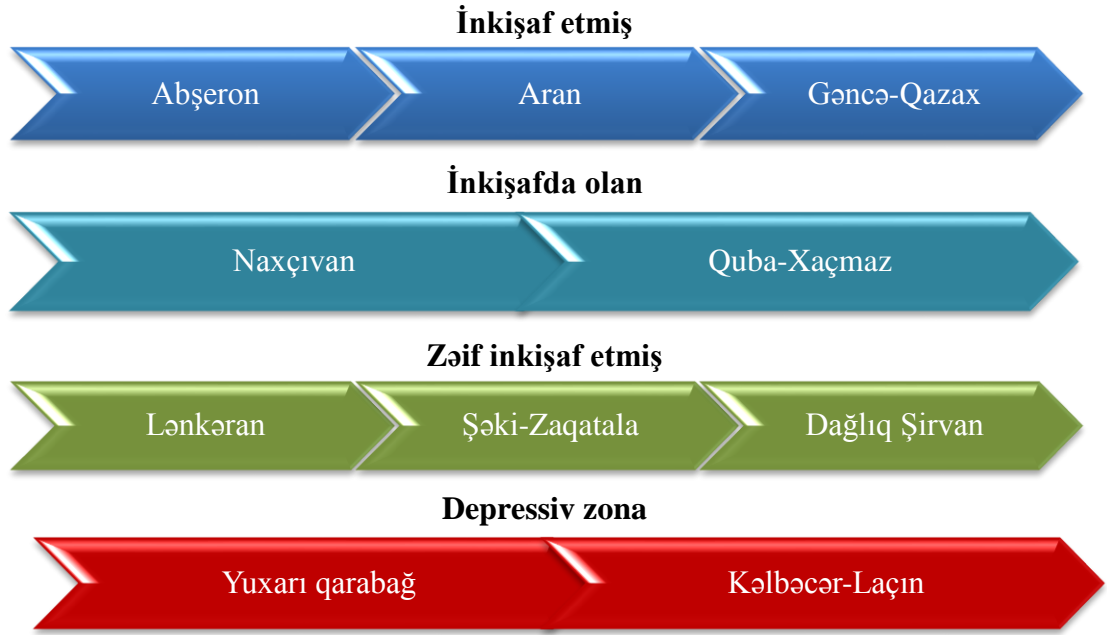 İnkişaf etmiş
Abşeron Aran Gəncə-Qazax
İnkişafda olan
Naxçıvan Quba-Xaçmaz
Zəif inkişaf etmiş
Lənkəran Şəki-Zaqatala Dağlıq Şirvan
Depressiv zona
Yuxarı qarabağ Kəlbəcər-Laçın